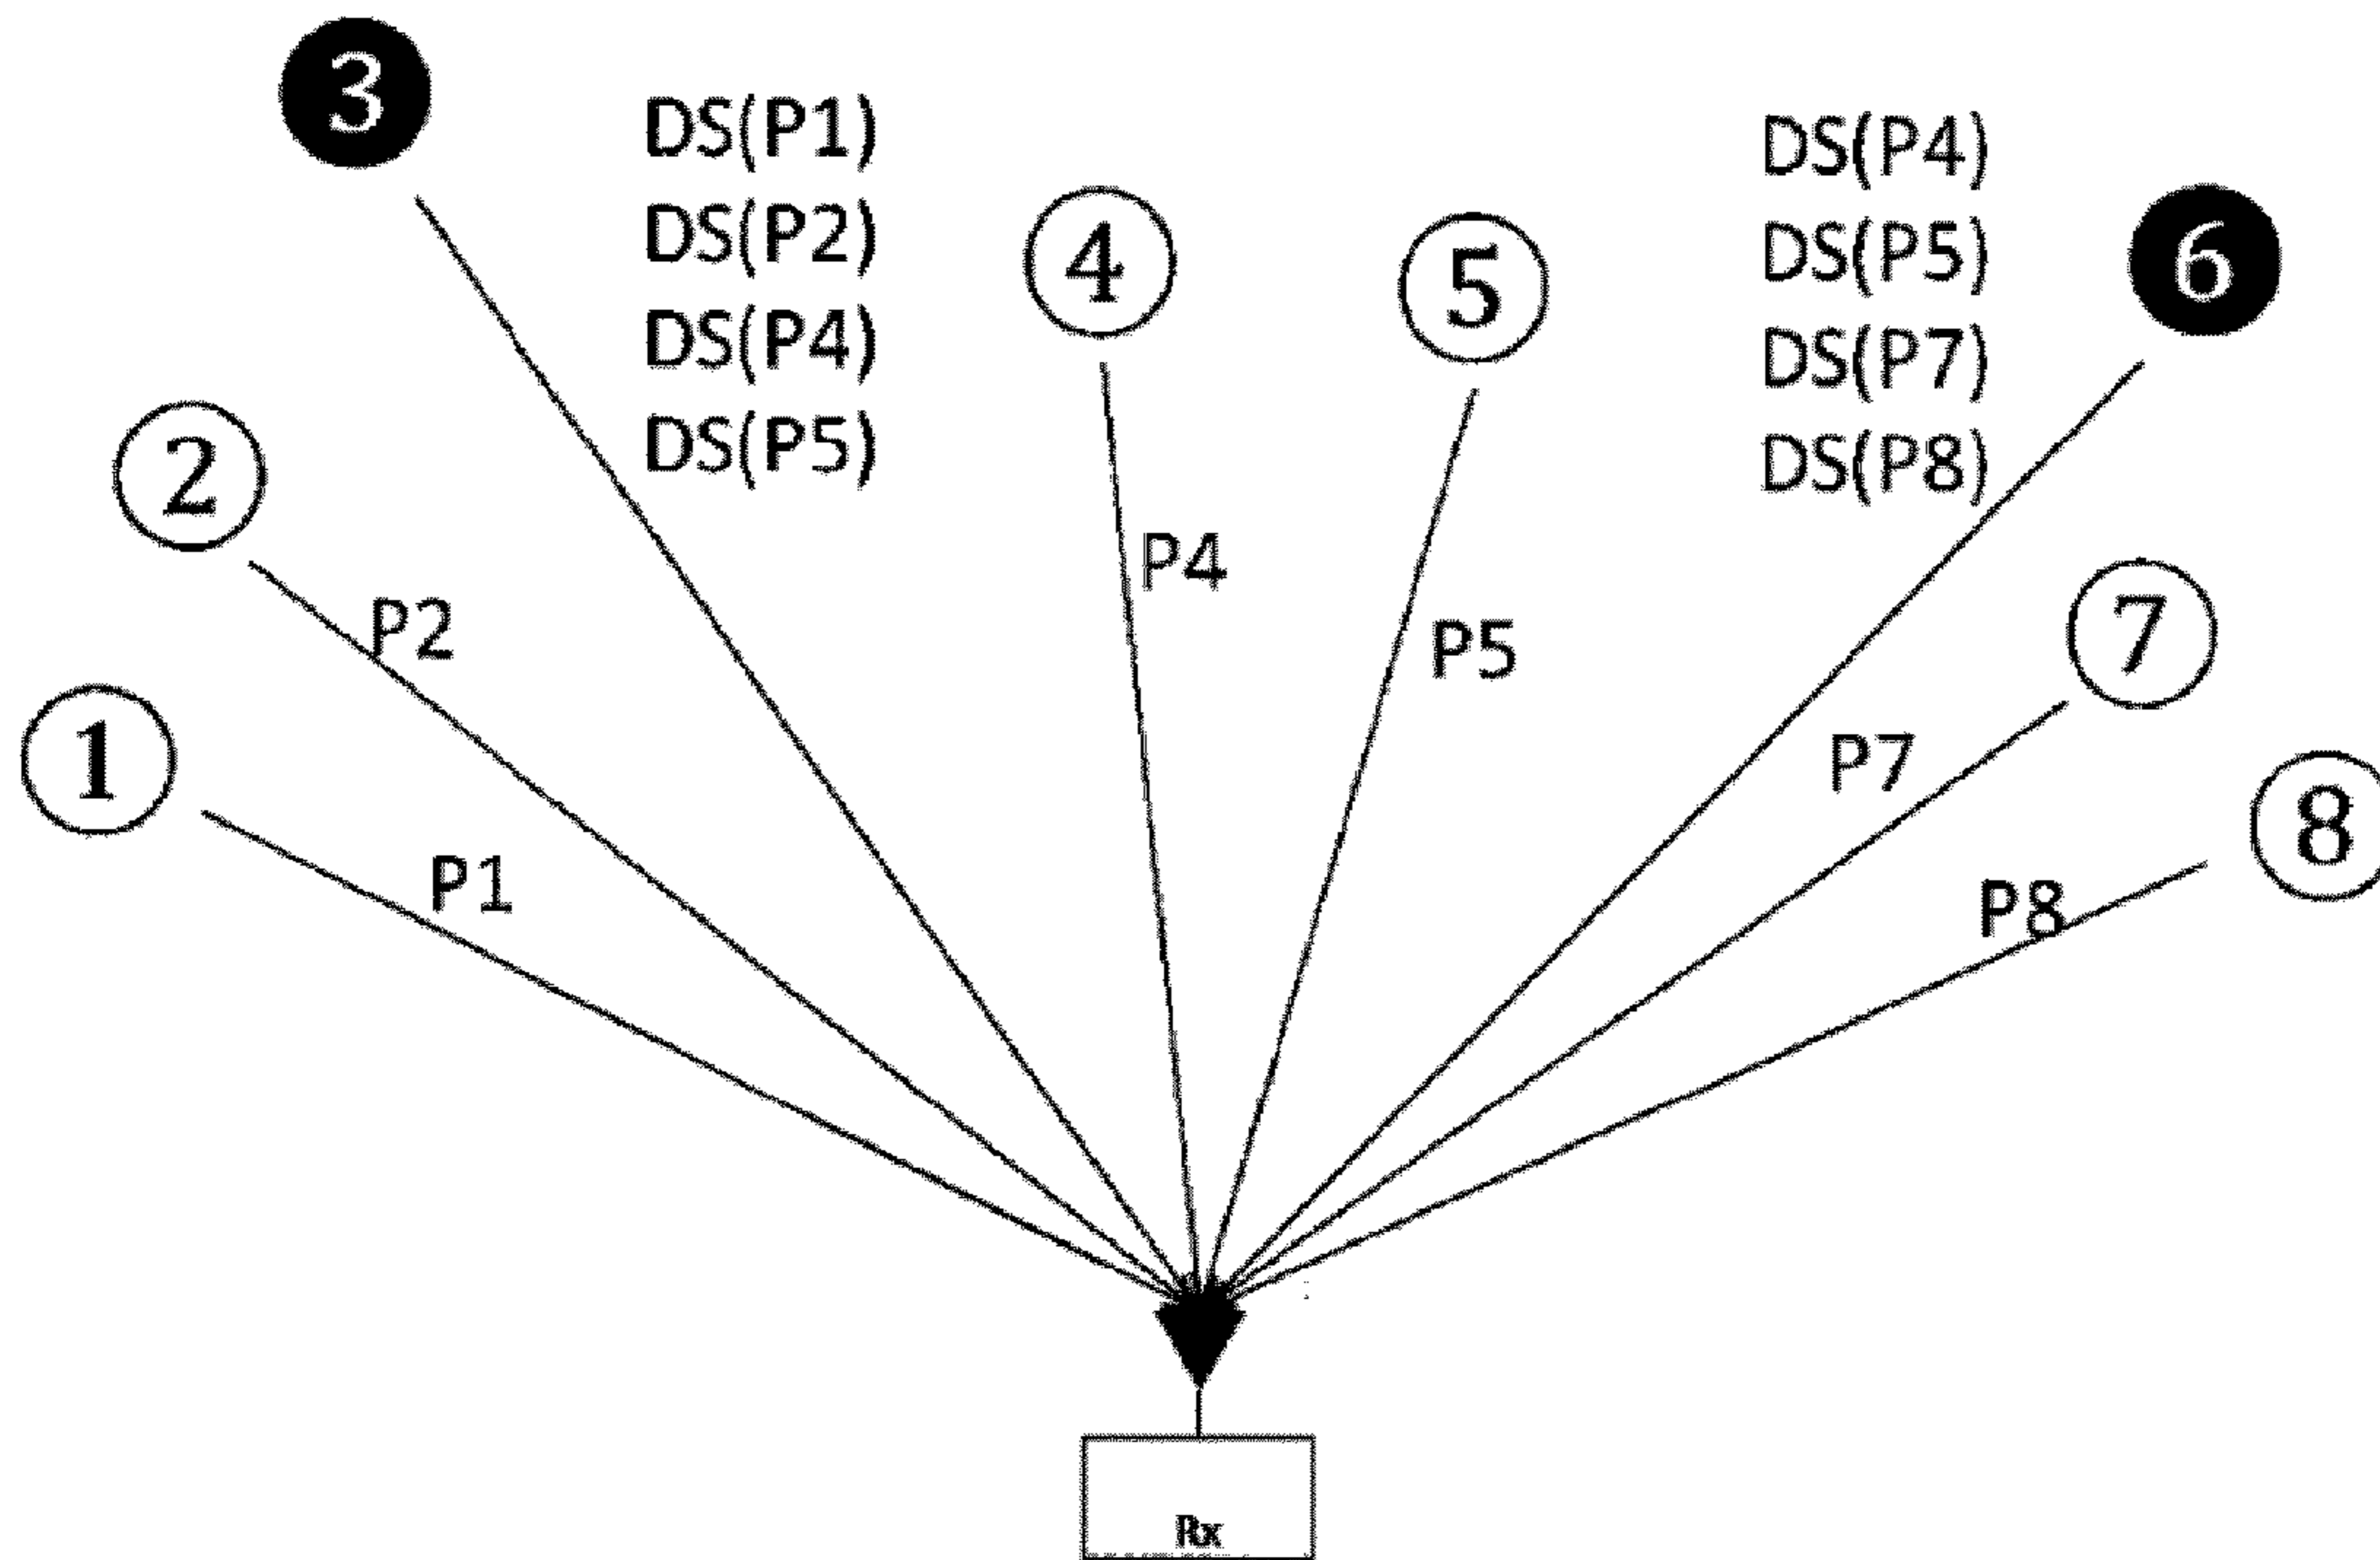 3
DS(P1)
DS(P2)
DS(P4)
DS(P5)
4
5
DS(P4)
DS(P5)
DS(P7)
DS(P8)
6
2
P2
P4
P5
7
P7
1
P1
8
P8
Rx